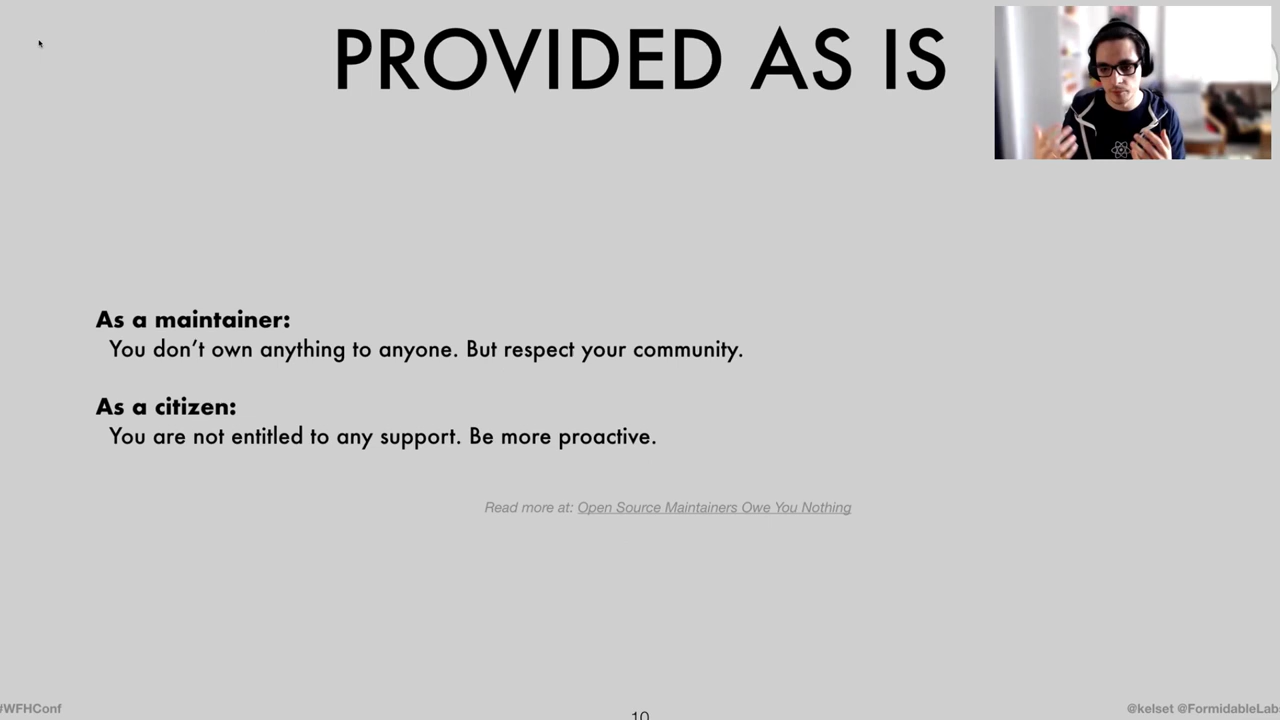 PROVIDED AS IS
As a maintainer:
You don't own anything to anyone. But respect your community.
As a citizen:
You are not entitled to any support. Be more proactive.
Read more at: Open Source Maintainers Owe You Nothing
#WFHConf
10
@kelset @FormidableLabs